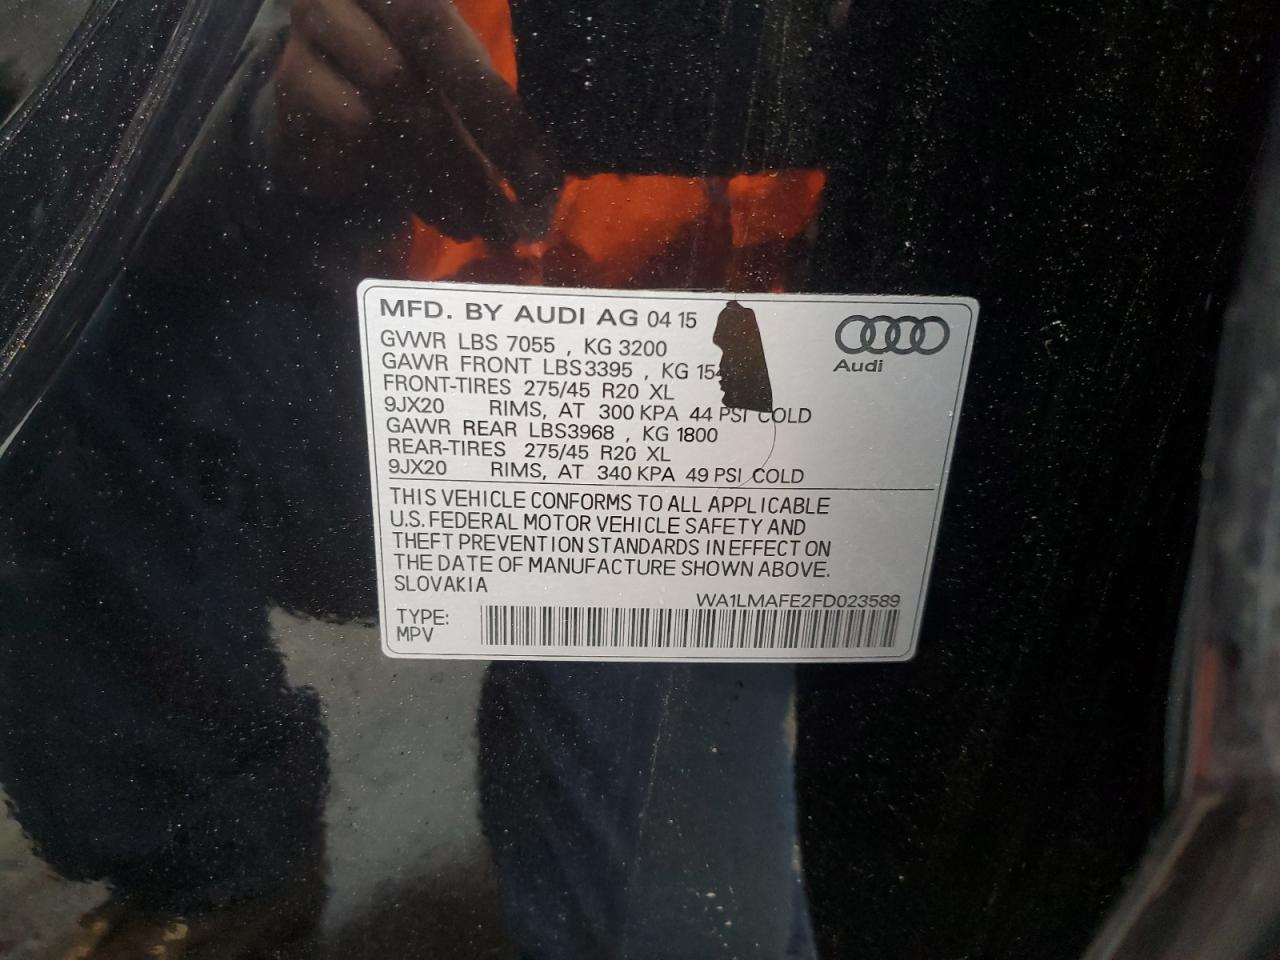 MFD. BY AUDI AG 04 15
GVWR LBS 7055 , KG 3200
GAWR FRONT LBS3395 , KG
FRONT-TIRES 275/45 R20 XL
9JX20 RIMS, AT 300 KPA 44 PSI COLD
GAWR REAR LBS3968 , KG 1800
REAR-TIRES 275/45 R20 XL
9JX20 RIMS, AT 340 KPA 49 PSI COLD
Audi
THIS VEHICLE CONFORMS TO ALL APPLICABLE
U.S. FEDERAL MOTOR VEHICLE SAFETY AND
THEFT PREVENTION STANDARDS IN EFFECT ON
THE DATE OF MANUFACTURE SHOWN ABOVE.
SLOVAKIA
WA1LMAFE2FD023589
TYPE:
MPV